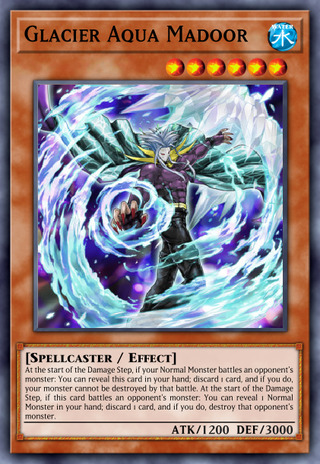 Glacier Aqua Madoor
WATER
水
[Spellcaster / Effect]
At the start of the Damage Step, if your Normal Monster battles an opponent's
monster: You can reveal this card in your hand; discard 1 card, and if you do,
your monster cannot be destroyed by that battle. At the start of the Damage
Step, if this card battles an opponent's monster: You can reveal 1 Normal
Monster in your hand; discard 1 card, and if you do, destroy that opponent's
monster.
ATK/1200 DEF/3000